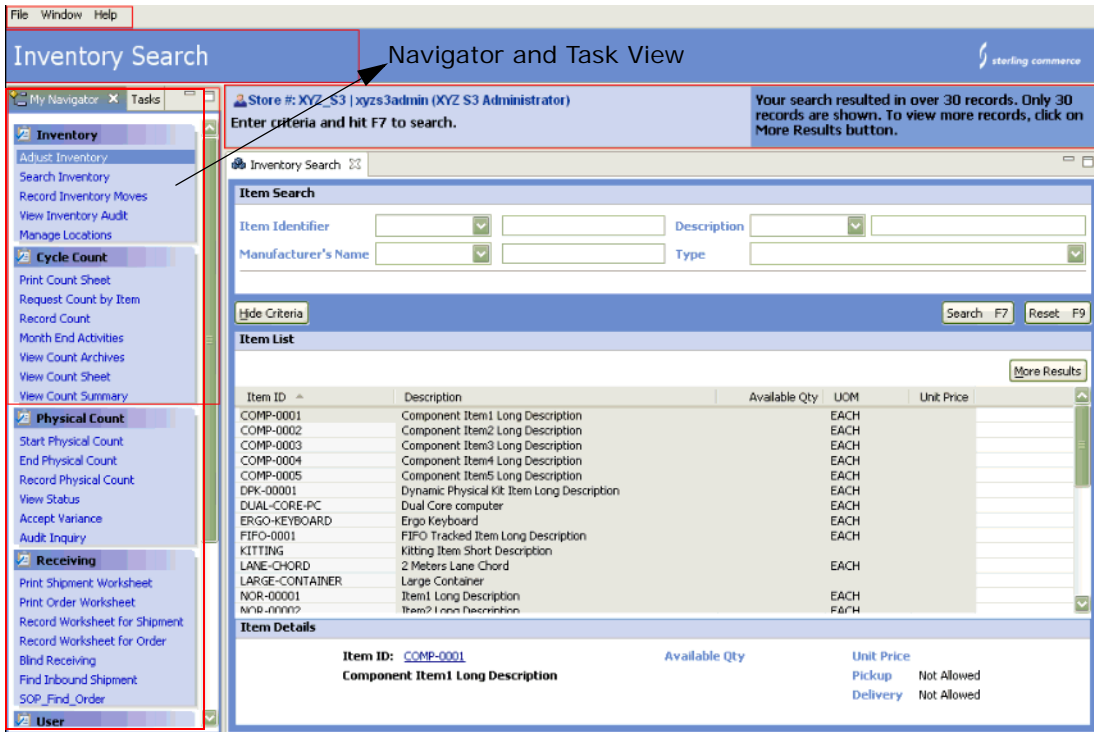 File Window Help
Inventory Search
Navigator and Task View
sterling commerce
My Navigator Tasks
Inventory
Adjust Inventory
Search Inventory
Record Inventory Moves
View Inventory Audit
Manage Locations
Cycle Count
Print Count Sheet
Request Count by Item
Record Count
Month End Activities
View Count Archives
View Count Sheet
View Count Summary
Physical Count
Start Physical Count
End Physical Count
Record Physical Count
View Status
Accept Variance
Audit Inquiry
Receiving
Print Shipment Worksheet
Print Order Worksheet
Record Worksheet for Shipment
Record Worksheet for Order
Blind Receiving
Find Inbound Shipment
SOP_Find_Order
User
Store #: XYZ_S3 | xyzs3admin (XYZ S3 Administrator)
Enter criteria and hit F7 to search.
Your search resulted in over 30 records. Only 30
records are shown. To view more records, click on
More Results button.
Inventory Search
Item Search
Item Identifier Description
Manufacturer's Name Type
Hide Criteria Search F7 Reset F9
Item List
More Results
Item ID Description Available Qty UOM Unit Price
COMP-0001 Component Item1 Long Description EACH
COMP-0002 Component Item2 Long Description EACH
COMP-0003 Component Item3 Long Description EACH
COMP-0004 Component Item4 Long Description EACH
COMP-0005 Component Item5 Long Description EACH
DPK-00001 Dynamic Physical Kit Item Long Description EACH
DUAL-CORE-PC Dual Core computer EACH
ERGO-KEYBOARD Ergo Keyboard EACH
FIFO-0001 FIFO Tracked Item Long Description EACH
KITTING Kitting Item Short Description
LANE-CHORD 2 Meters Lane Chord EACH
LARGE-CONTAINER Large Container
NOR-00001 Item1 Long Description EACH
NOR-00002 Item2 Long Description EACH
Item Details
Item ID: COMP-0001 Available Qty Unit Price
Component Item1 Long Description Pickup Not Allowed
Delivery Not Allowed